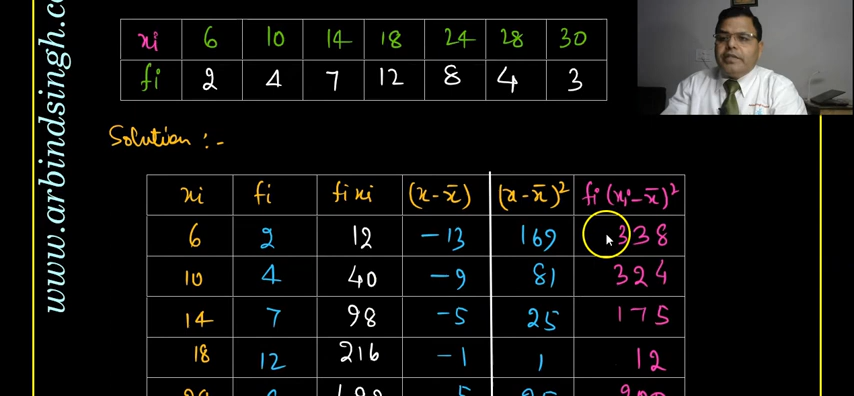 www.arbindsingh.c
xi 6 10 14 18 24 28 30
fi 2 4 7 12 8 4 3
Solution :-
xi fi fixi (x-x̄) (x-x̄)² fi(xi-x̄)²
6 2 12 -13 169 338
10 4 40 -9 81 324
14 7 98 -5 25 175
18 12 216 -1 1 12